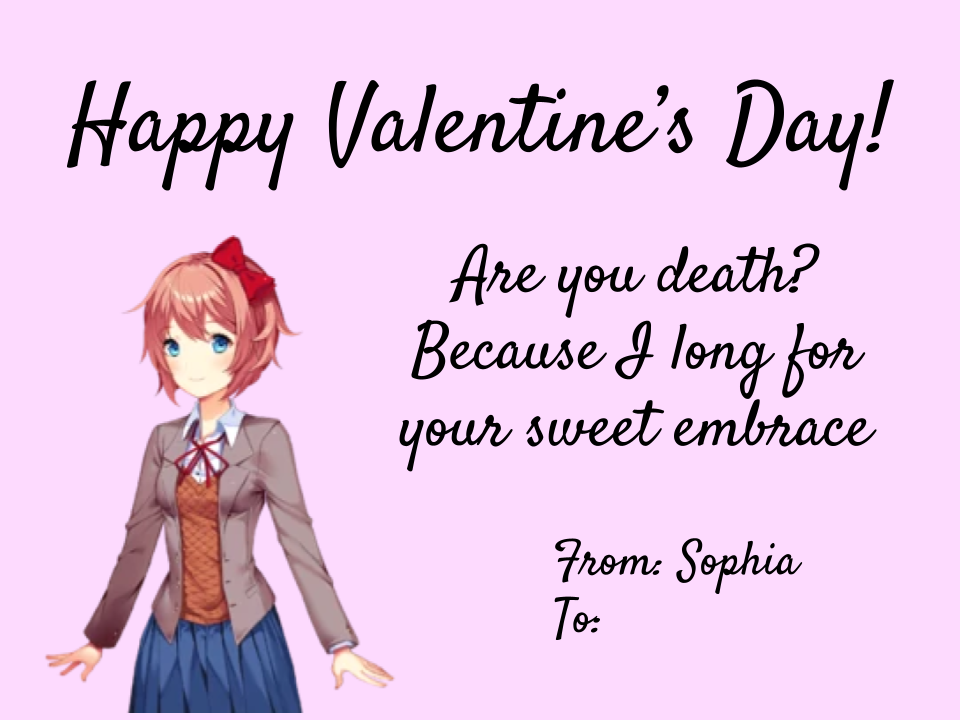 Happy Valentine’s Day!
Are you death?
Because I long for
your sweet embrace
From: Sophia
To: